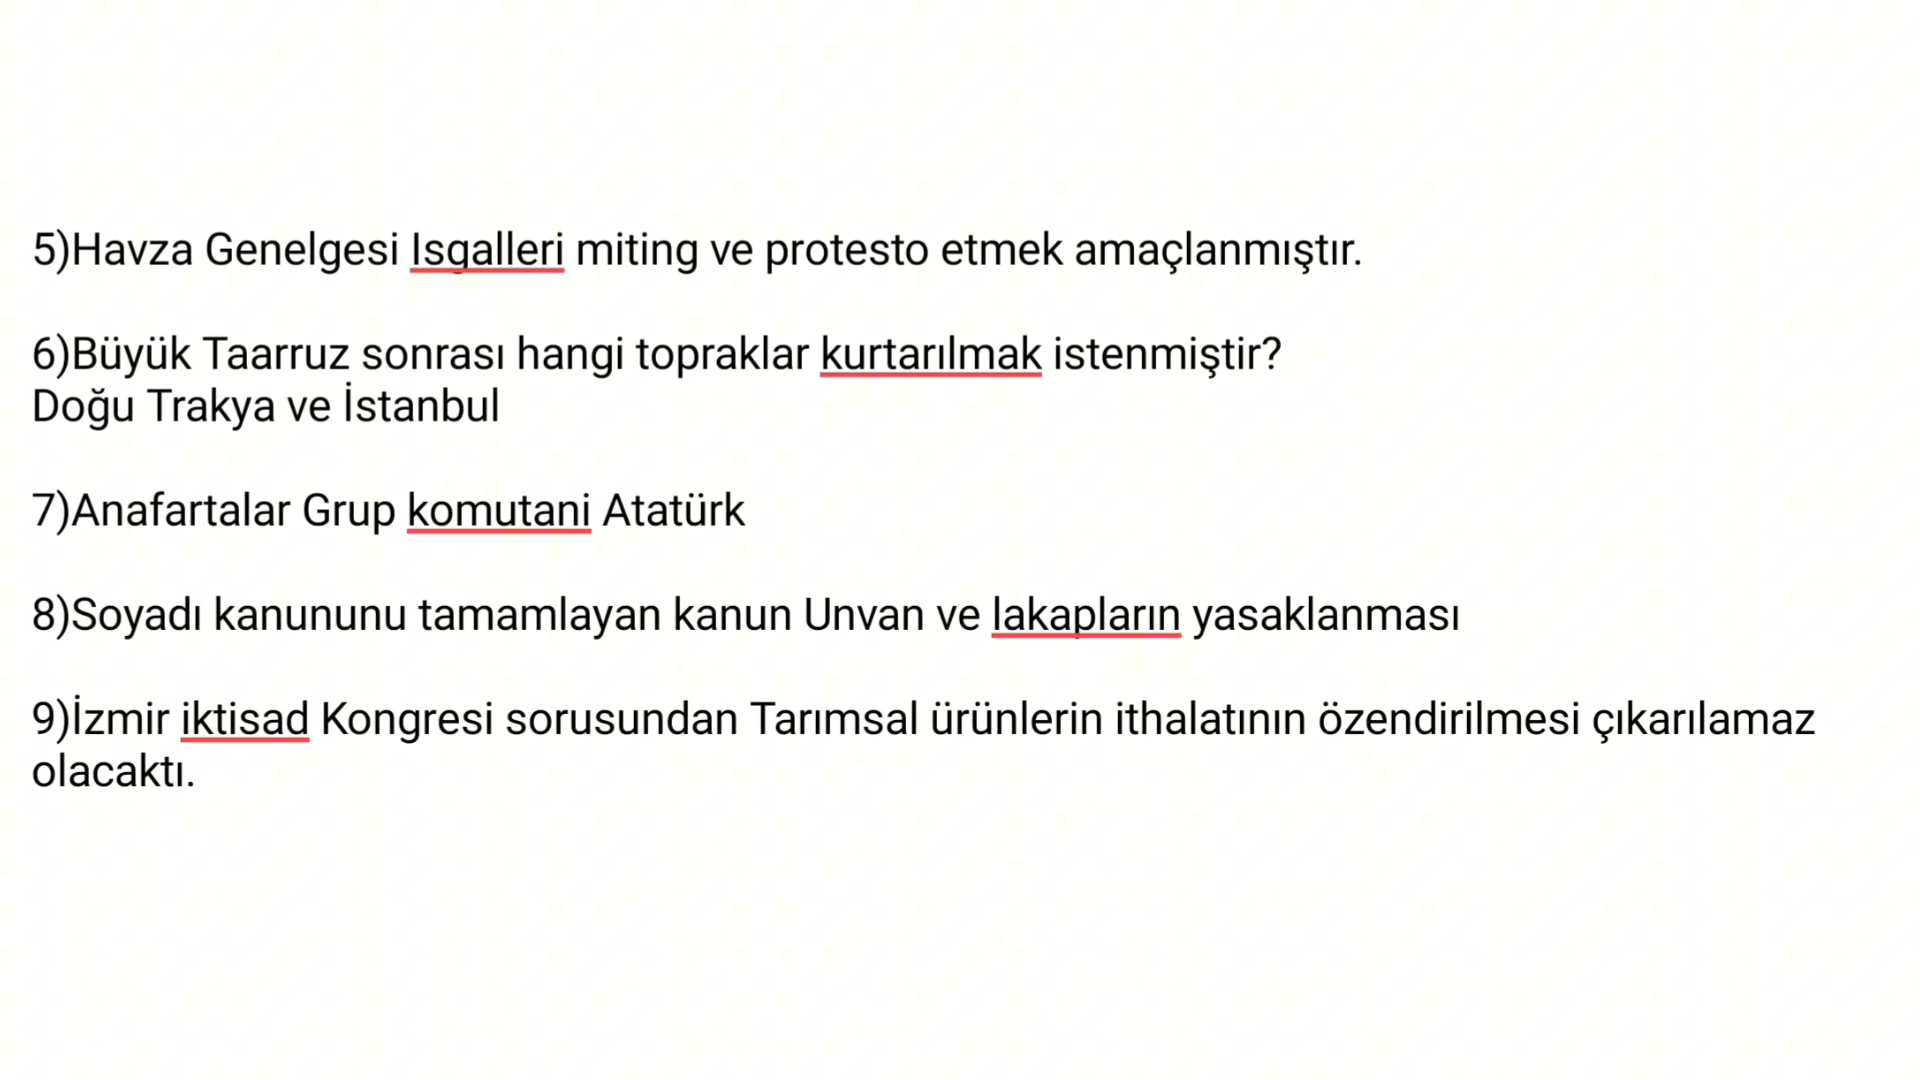 5)Havza Genelgesi Isgalleri miting ve protesto etmek amaçlanmıştır.
6)Büyük Taarruz sonrası hangi topraklar kurtarılmak istenmiştir?
Doğu Trakya ve İstanbul
7)Anafartalar Grup komutani Atatürk
8)Soyadı kanununu tamamlayan kanun Unvan ve lakapların yasaklanması
9)İzmir iktisad Kongresi sorusundan Tarımsal ürünlerin ithalatının özendirilmesi çıkarılamaz
olacaktı.